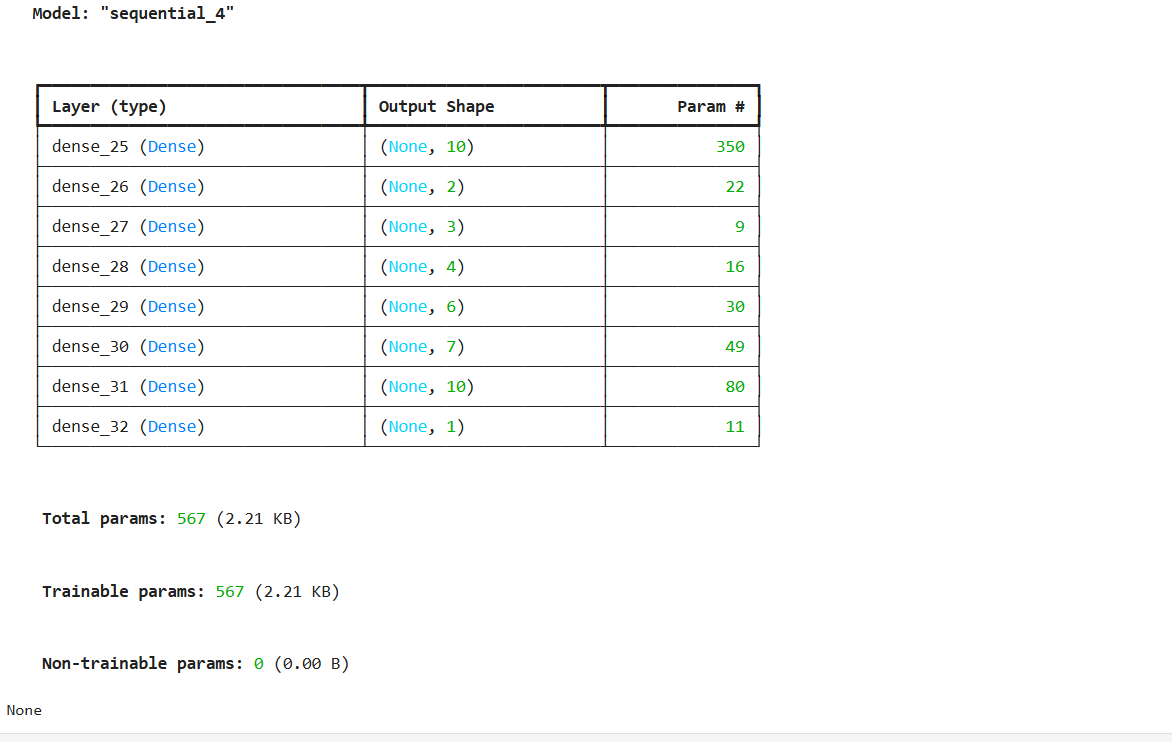 Model: "sequential_4"
Layer (type) Output Shape Param #
dense_25 (Dense) (None, 10) 350
dense_26 (Dense) (None, 2) 22
dense_27 (Dense) (None, 3) 9
dense_28 (Dense) (None, 4) 16
dense_29 (Dense) (None, 6) 30
dense_30 (Dense) (None, 7) 49
dense_31 (Dense) (None, 10) 80
dense_32 (Dense) (None, 1) 11
Total params: 567 (2.21 KB)
Trainable params: 567 (2.21 KB)
Non-trainable params: 0 (0.00 B)
None